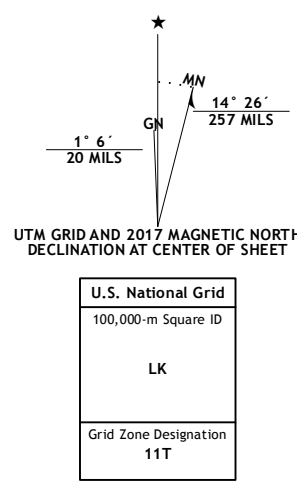 ★
MN
14° 26´
257 MILS
GN
1° 6´
20 MILS
UTM GRID AND 2017 MAGNETIC NORTH
DECLINATION AT CENTER OF SHEET
U.S. National Grid
100,000-m Square ID
LK
Grid Zone Designation
11T